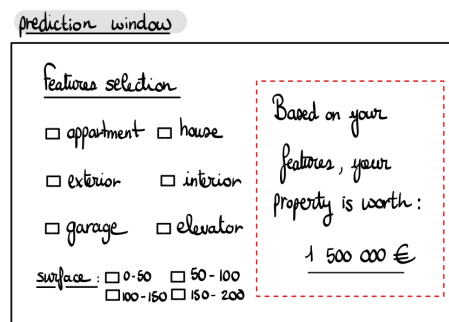 prediction window
Features selection
appartment house
exterior interior
garage elevator
surface : 0-50 50-100
100-150 150-200
Based on your
features, your
property is worth :
1 500 000 €